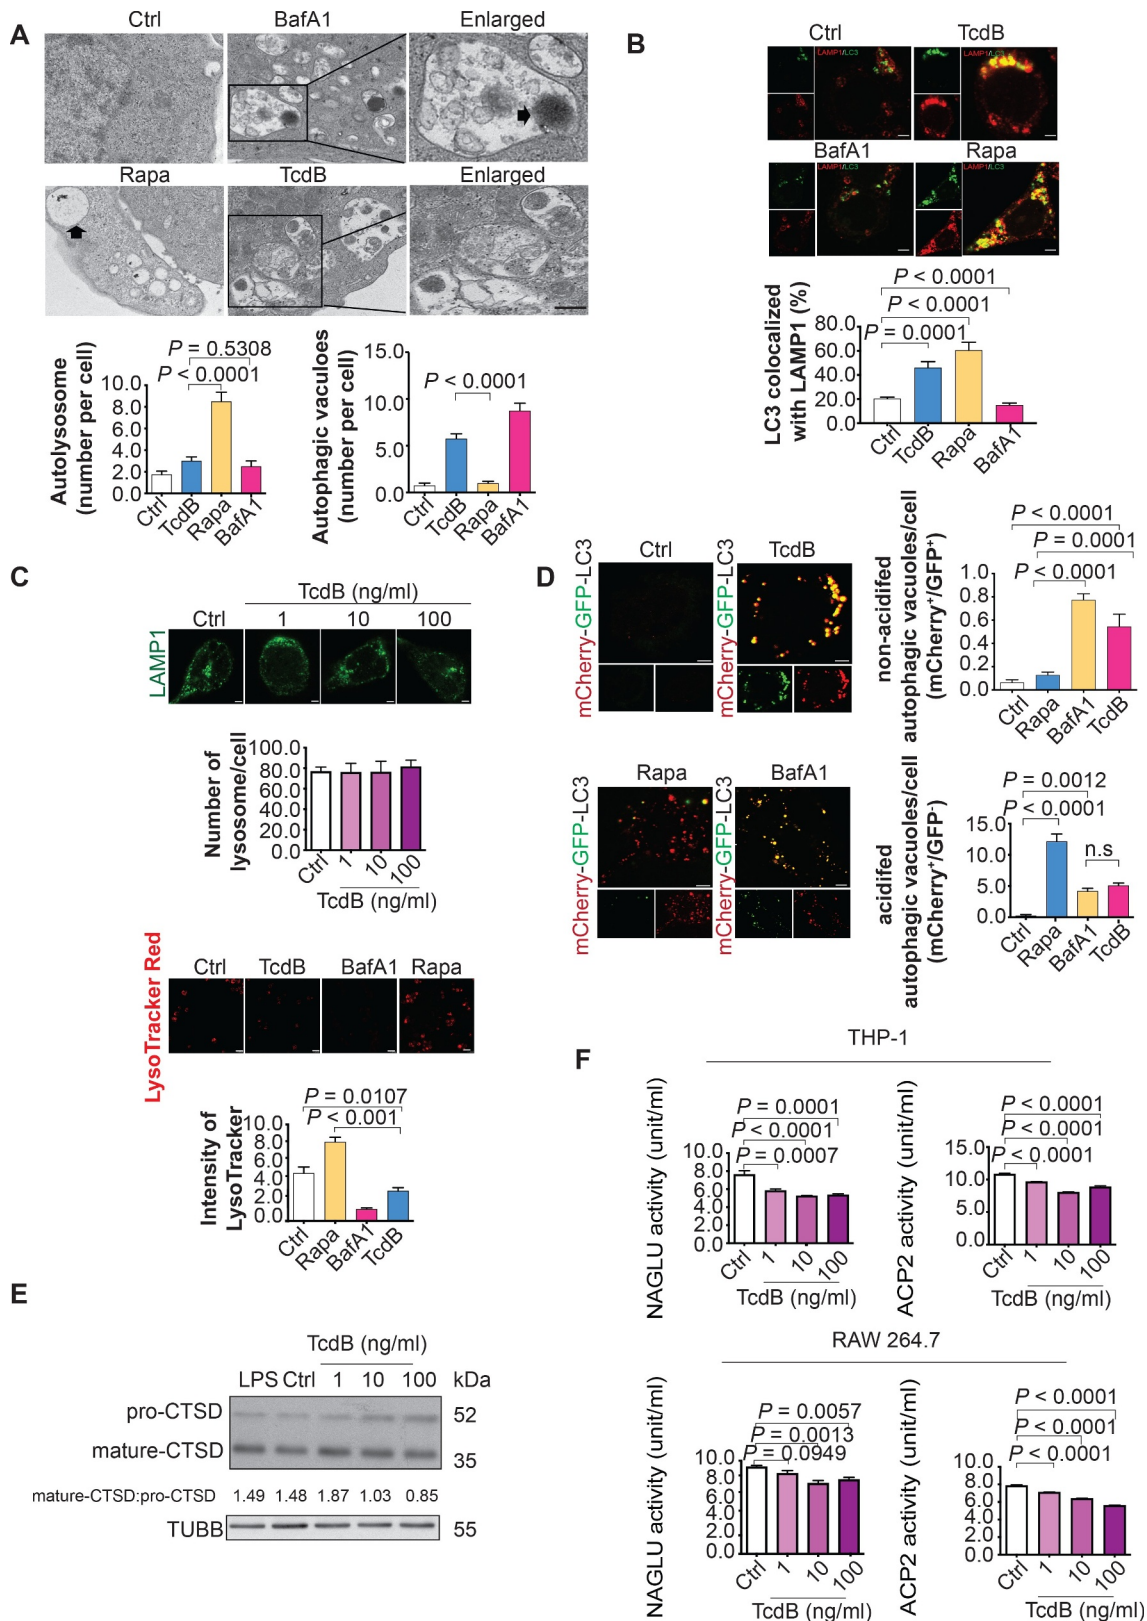 A
Ctrl BafA1 Enlarged
Rapa TcdB Enlarged
Autolysosome
(number per cell)
P = 0.5308
P < 0.0001
10.0
8.0
6.0
4.0
2.0
0.0
Ctrl TcdB Rapa BafA1
Autophagic vaculoes
(number per cell)
P < 0.0001
15.0
10.0
5.0
0.0
Ctrl TcdB Rapa BafA1
B
Ctrl TcdB
LAMP1/LC3 LAMP1/LC3
BafA1 Rapa
LAMP1/LC3 LAMP1/LC3
LC3 colocalized
with LAMP1 (%)
P < 0.0001
P < 0.0001
P = 0.0001
80.0
60.0
40.0
20.0
0.0
Ctrl TcdB Rapa BafA1
C
TcdB (ng/ml)
Ctrl 1 10 100
LAMP1
Number of
lysosome/cell
100.0
80.0
60.0
40.0
20.0
0.0
Ctrl 1 10 100
TcdB (ng/ml)
Ctrl TcdB BafA1 Rapa
LysoTracker Red
Intensity of
LysoTracker
P = 0.0107
P < 0.001
8.0
6.0
4.0
2.0
0.0
Ctrl Rapa BafA1 TcdB
D
Ctrl TcdB
mCherry-GFP-LC3 mCherry-GFP-LC3
Rapa BafA1
mCherry-GFP-LC3 mCherry-GFP-LC3
non-acidifed
autophagic vacuoles/cell
(mCherry⁺/GFP⁺)
P < 0.0001
P = 0.0001
P < 0.0001
1.0
0.8
0.6
0.4
0.2
0.0
Ctrl Rapa BafA1 TcdB
acidifed
autophagic vacuoles/cell
(mCherry⁺/GFP⁻)
P = 0.0012
P < 0.0001
n.s
15.0
10.0
5.0
0.0
Ctrl Rapa BafA1 TcdB
E
TcdB (ng/ml)
LPS Ctrl 1 10 100 kDa
pro-CTSD 52
mature-CTSD 35
mature-CTSD:pro-CTSD 1.49 1.48 1.87 1.03 0.85
TUBB 55
F
THP-1
NAGLU activity (unit/ml)
P = 0.0001
P < 0.0001
P = 0.0007
10.0
8.0
6.0
4.0
2.0
0.0
Ctrl 1 10 100
TcdB (ng/ml)
ACP2 activity (unit/ml)
P < 0.0001
P < 0.0001
P < 0.0001
15.0
10.0
5.0
0.0
Ctrl 1 10 100
TcdB (ng/ml)
RAW 264.7
NAGLU activity (unit/ml)
P = 0.0057
P = 0.0013
P = 0.0949
10.0
8.0
6.0
4.0
2.0
0.0
Ctrl 1 10 100
TcdB (ng/ml)
ACP2 activity (unit/ml)
P < 0.0001
P < 0.0001
P < 0.0001
10.0
8.0
6.0
4.0
2.0
0.0
Ctrl 1 10 100
TcdB (ng/ml)